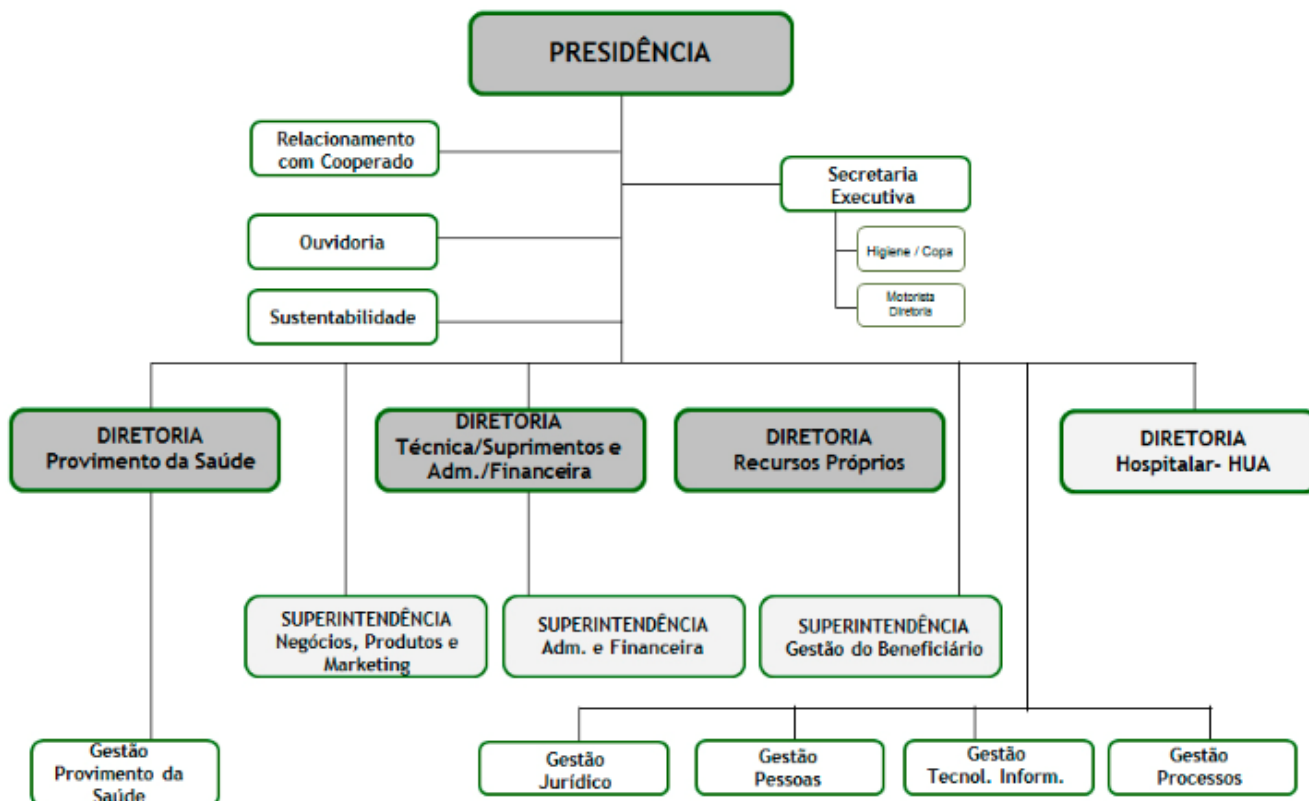 PRESIDÊNCIA
Relacionamento
com Cooperado
Secretaria
Executiva
Ouvidoria
Higiene / Copa
Sustentabilidade
Motorista
Diretoria
DIRETORIA
Provimento da Saúde
DIRETORIA
Técnica/Suprimentos e
Adm./Financeira
DIRETORIA
Recursos Próprios
DIRETORIA
Hospitalar- HUA
SUPERINTENDÊNCIA
Negócios, Produtos e
Marketing
SUPERINTENDÊNCIA
Adm. e Financeira
SUPERINTENDÊNCIA
Gestão do Beneficiário
Gestão
Provimento da
Saúde
Gestão
Jurídico
Gestão
Pessoas
Gestão
Tecnol. Inform.
Gestão
Processos